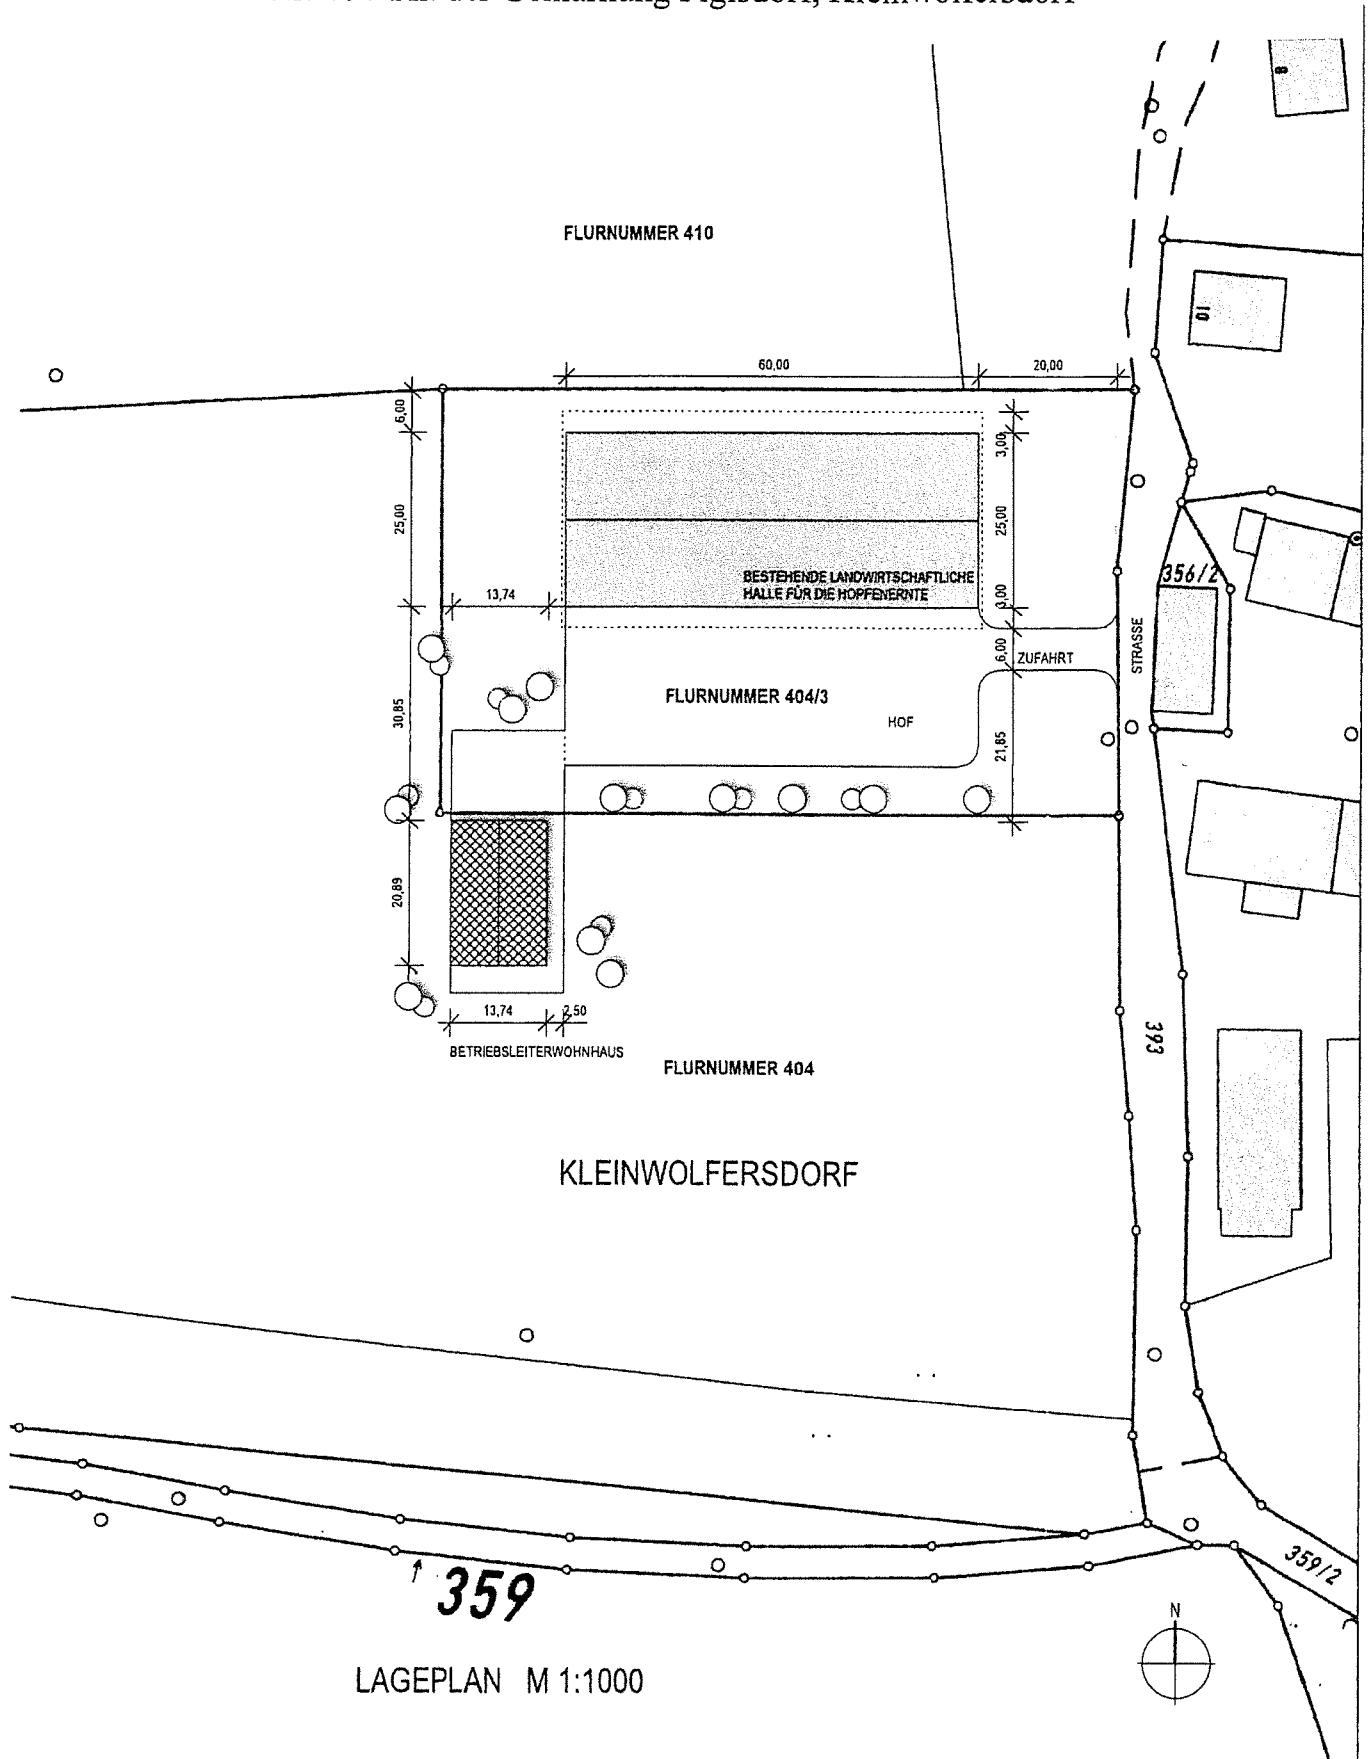 FLURNUMMER 410
8
10
60,00
20,00
6,00
3,00
25,00
25,00
BESTEHENDE LANDWIRTSCHAFTLICHE
HALLE FÜR DIE HOPFENERNTE
356/2
13,74
3,00
6,00
ZUFAHRT
STRASSE
FLURNUMMER 404/3
HOF
30,85
21,85
20,89
13,74
2,50
BETRIEBSLEITERWOHNHAUS
393
FLURNUMMER 404
KLEINWOLFERSDORF
359
359/2
N
LAGEPLAN M 1:1000